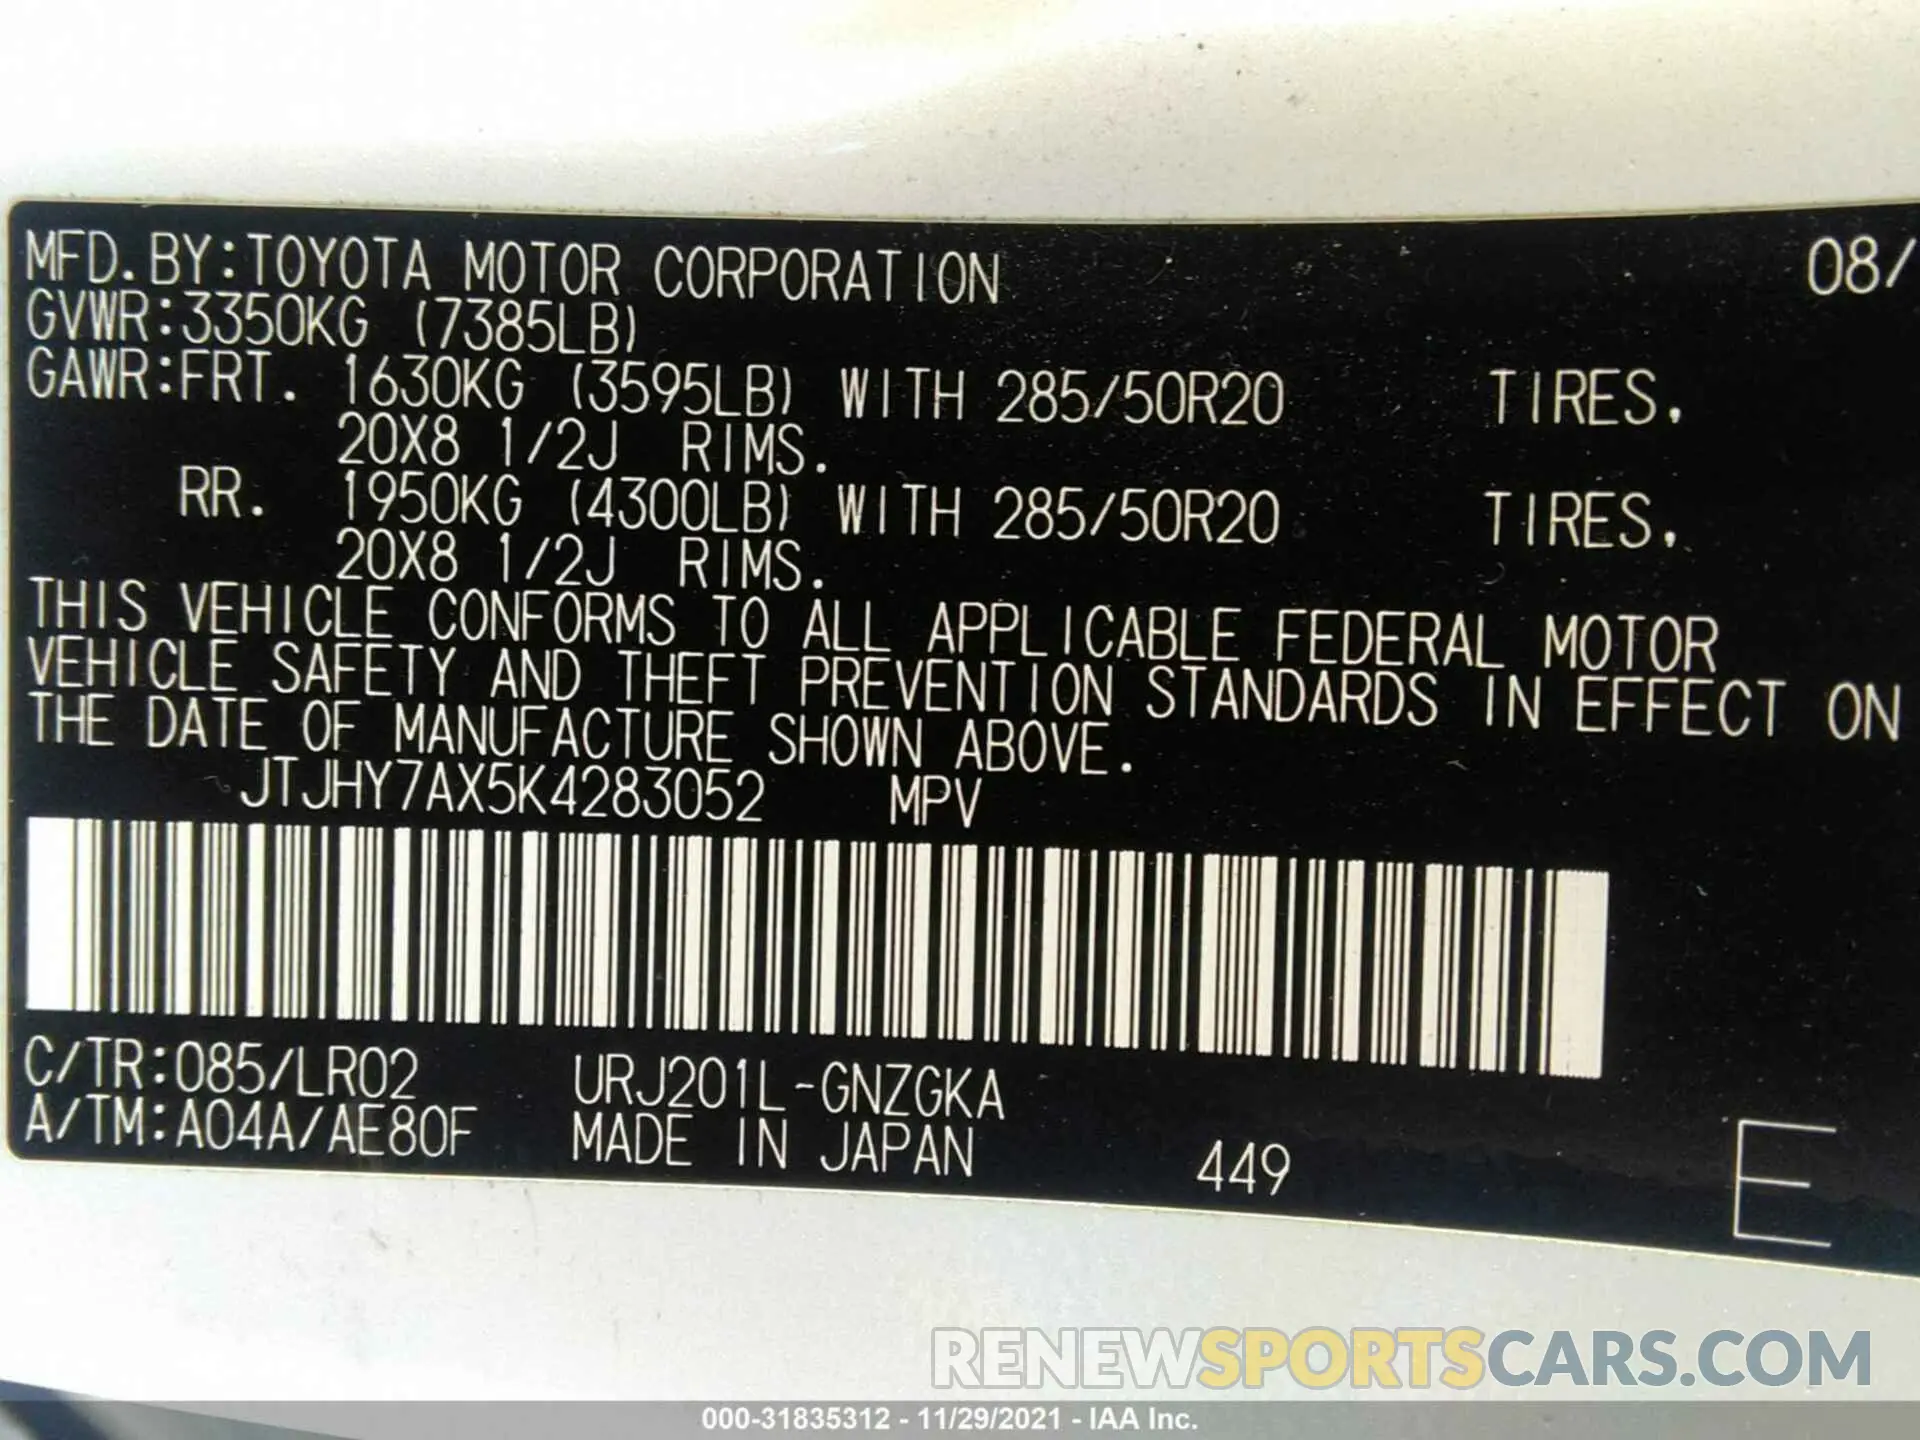 MFD.BY:TOYOTA MOTOR CORPORATION 08/
GVWR:3350KG (7385LB)
GAWR:FRT. 1630KG (3595LB) WITH 285/50R20 TIRES,
20X8 1/2J RIMS.
RR. 1950KG (4300LB) WITH 285/50R20 TIRES,
20X8 1/2J RIMS.
THIS VEHICLE CONFORMS TO ALL APPLICABLE FEDERAL MOTOR
VEHICLE SAFETY AND THEFT PREVENTION STANDARDS IN EFFECT ON
THE DATE OF MANUFACTURE SHOWN ABOVE.
JTJHY7AX5K4283052 MPV
C/TR:085/LR02 URJ201L-GNZGKA
A/TM:A04A/AE80F MADE IN JAPAN 449 E
RENEWSPORTSCARS.COM
000-31835312 - 11/29/2021 - IAA Inc.